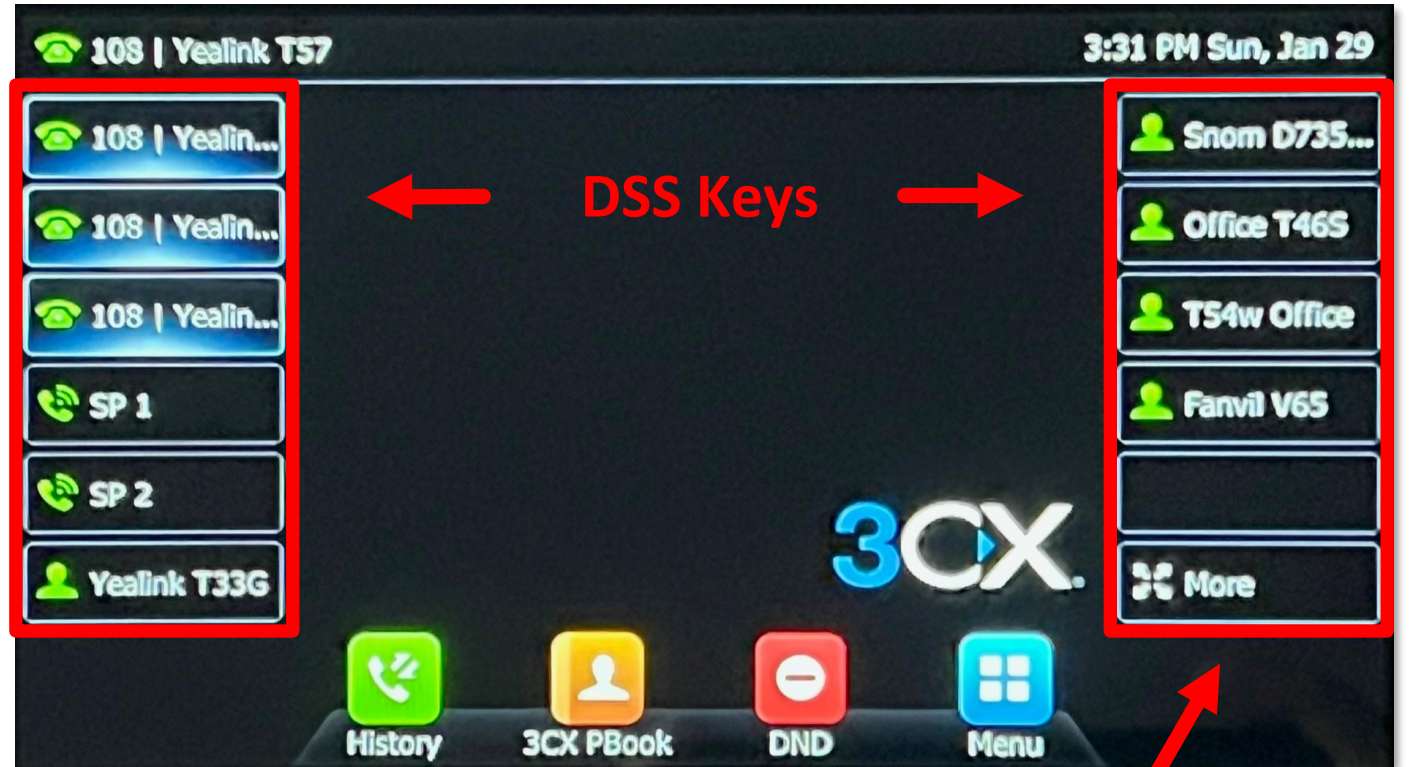 108 | Yealink T57
3:31 PM Sun, Jan 29
108 | Yealin...
108 | Yealin...
108 | Yealin...
SP 1
SP 2
Yealink T33G
DSS Keys
Snom D735...
Office T46S
T54w Office
Fanvil V65
More
3CX.
History
3CX PBook
DND
Menu